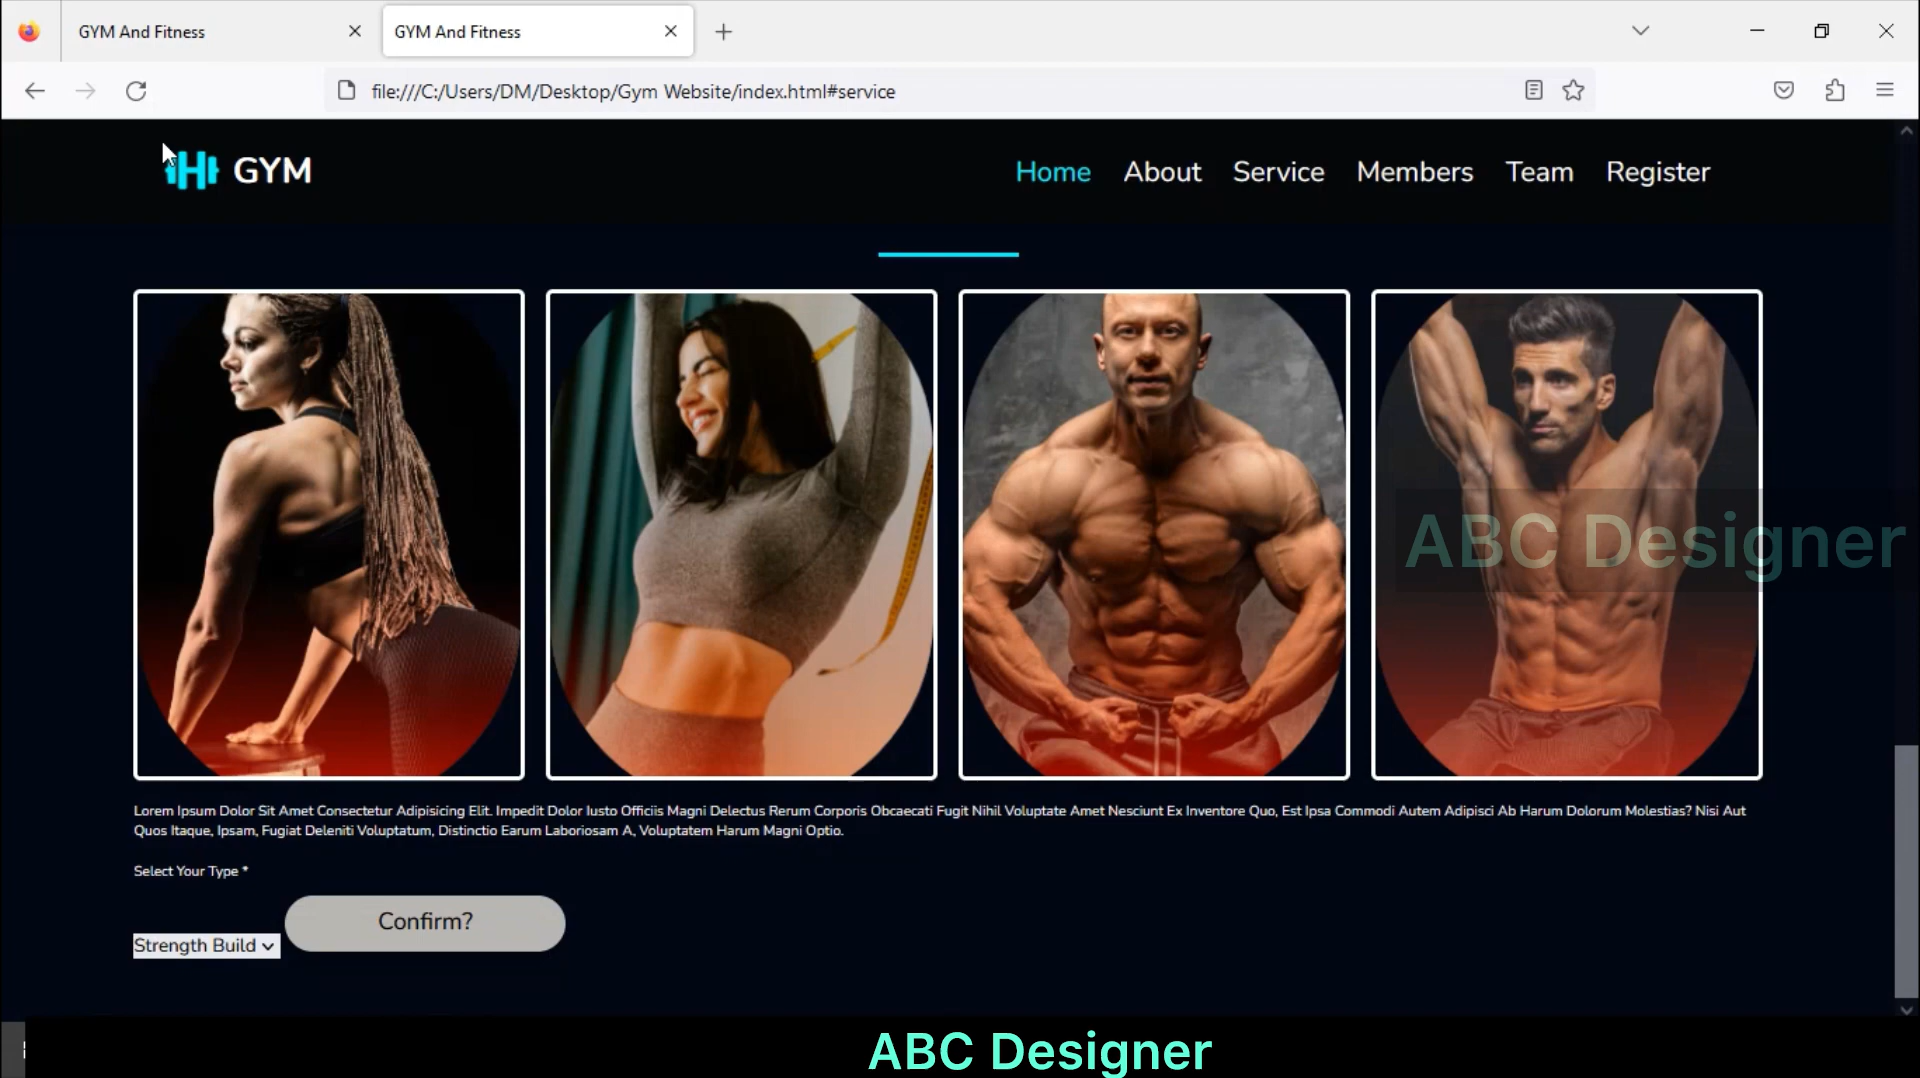 GYM And Fitness
GYM And Fitness
file:///C:/Users/DM/Desktop/Gym Website/index.html#service
GYM
Home About Service Members Team Register
ABC Designer
Lorem Ipsum Dolor Sit Amet Consectetur Adipisicing Elit. Impedit Dolor Iusto Officiis Magni Delectus Rerum Corporis Obcaecati Fugit Nihil Voluptate Amet Nesciunt Ex Inventore Quo, Est Ipsa Commodi Autem Adipisci Ab Harum Dolorum Molestias? Nisi Aut
Quos Itaque, Ipsam, Fugiat Deleniti Voluptatum, Distinctio Earum Laboriosam A, Voluptatem Harum Magni Optio.
Select Your Type *
Confirm?
Strength Build
ABC Designer